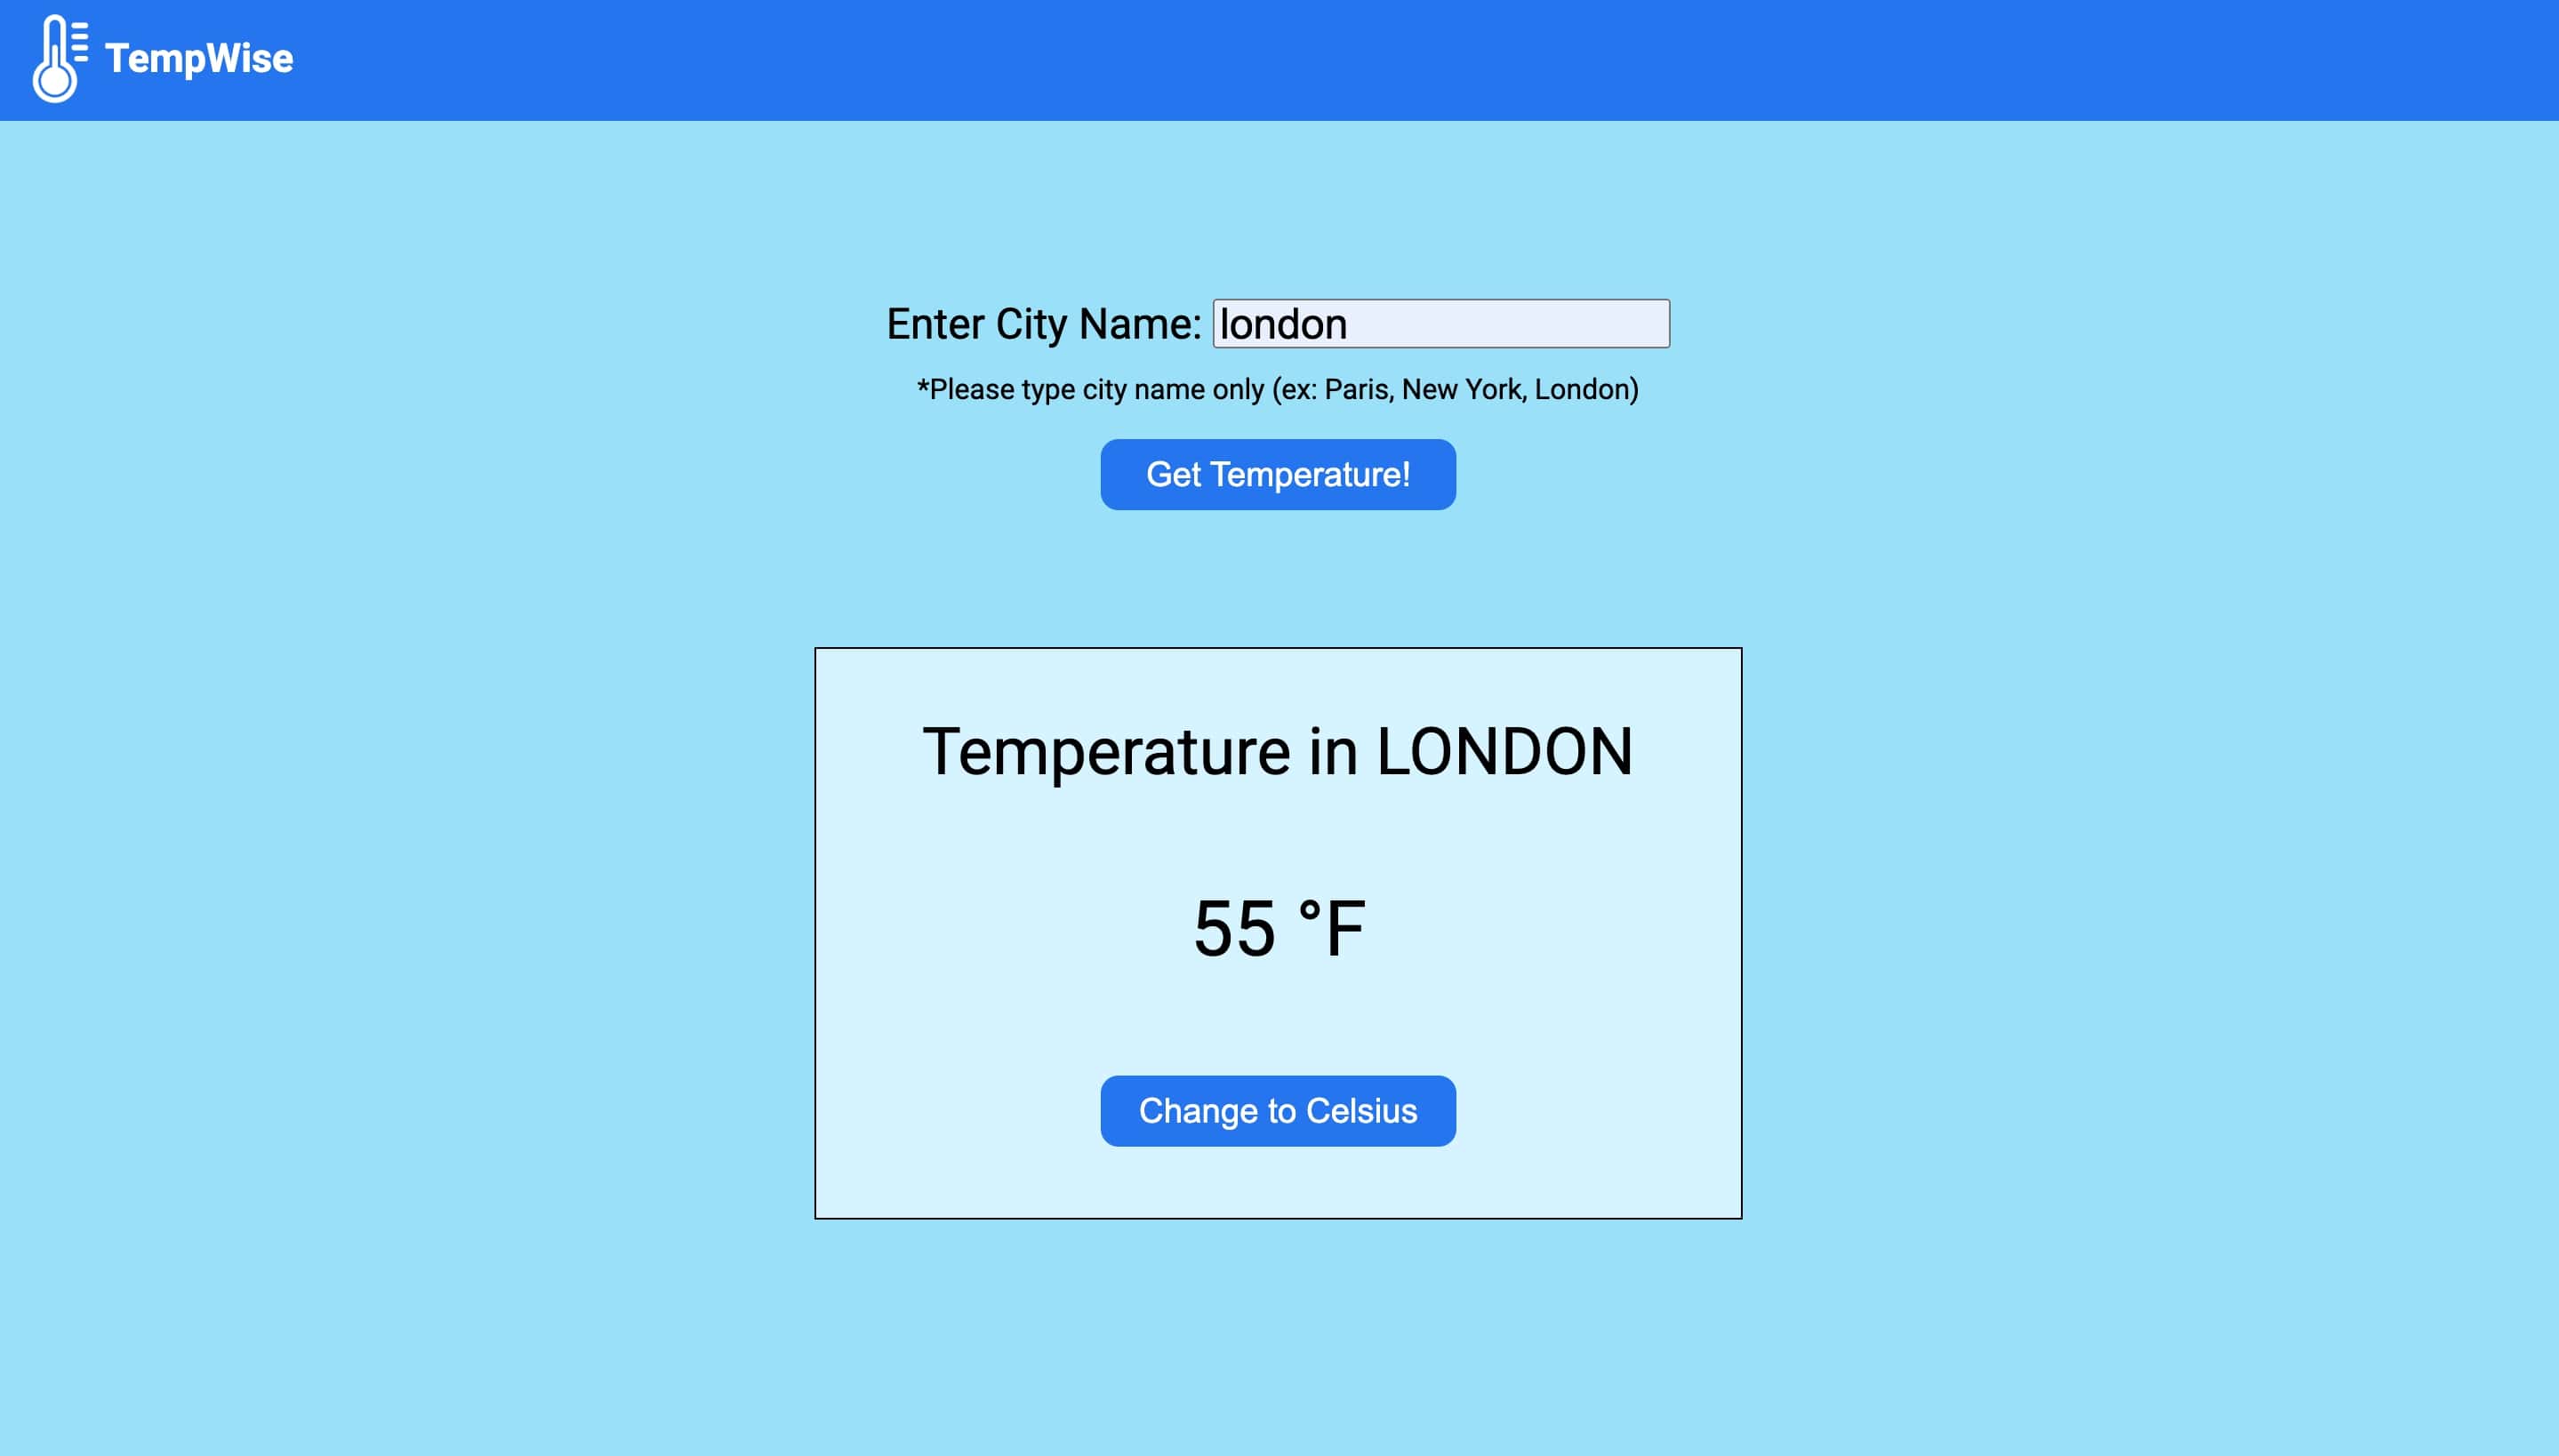 TempWise
Enter City Name: london
*Please type city name only (ex: Paris, New York, London)
Get Temperature!
Temperature in LONDON
55 °F
Change to Celsius